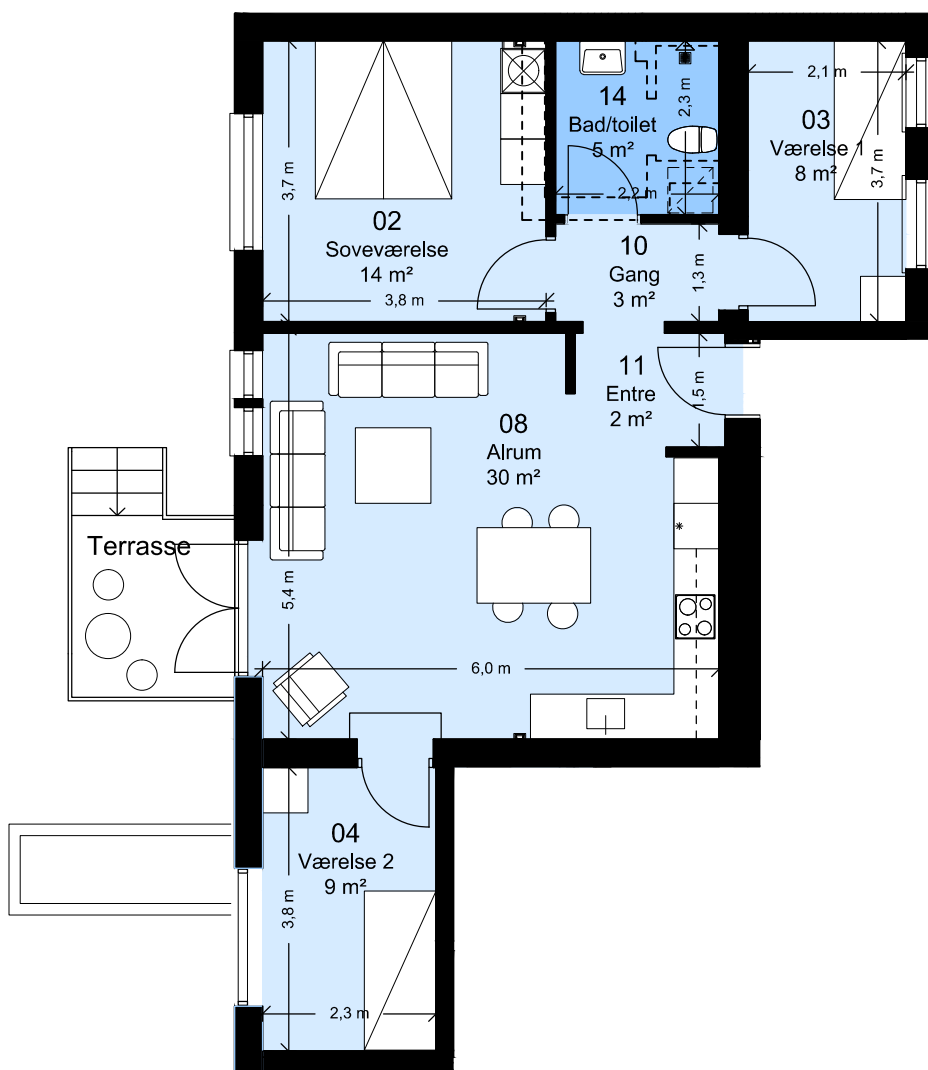 2,1 m
2,3 m
14
Bad/toilet
5 m²
03
Værelse 1
8 m²
3,7 m
3,7 m
2,2 m
02
Soveværelse
14 m²
3,8 m
10
Gang
3 m²
1,3 m
11
Entre
2 m²
1,5 m
08
Alrum
30 m²
Terrasse
5,4 m
6,0 m
04
Værelse 2
9 m²
3,8 m
2,3 m